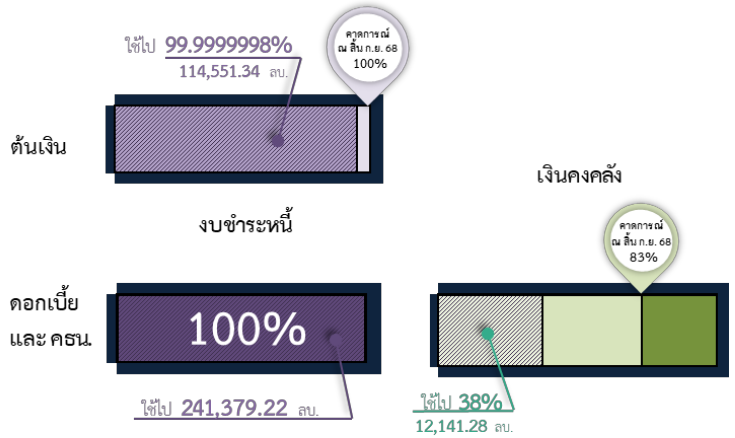 คาดการณ์
ณ สิ้น ก.ย. 68
100%
ใช้ไป 99.9999998%
114,551.34 ลบ.
ต้นเงิน
เงินคงคลัง
งบชำระหนี้
คาดการณ์
ณ สิ้น ก.ย. 68
83%
ดอกเบี้ย
และ คธน.
100%
ใช้ไป 241,379.22 ลบ.
ใช้ไป 38%
12,141.28 ลบ.